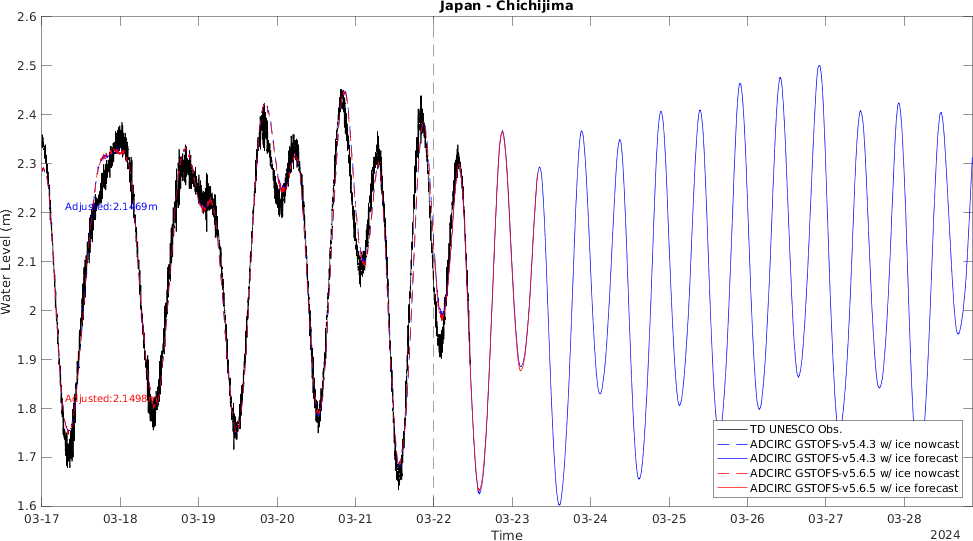 Japan - Chichijima
2.6
2.5
2.4
2.3
2.2
2.1
2
1.9
1.8
1.7
1.6
Water Level (m)
Adjusted:2.1469m
Adjusted:2.1498
TD UNESCO Obs.
ADCIRC GSTOFS-v5.4.3 w/ ice nowcast
ADCIRC GSTOFS-v5.4.3 w/ ice forecast
ADCIRC GSTOFS-v5.6.5 w/ ice nowcast
ADCIRC GSTOFS-v5.6.5 w/ ice forecast
03-17 03-18 03-19 03-20 03-21 03-22 03-23 03-24 03-25 03-26 03-27 03-28
Time
2024